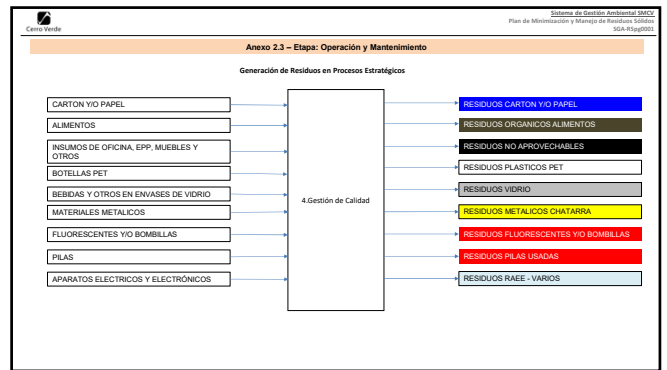 Cerro Verde
Sistema de Gestión Ambiental SMCV
Plan de Minimización y Manejo de Residuos Sólidos
SGA-RSpg0001
Anexo 2.3 – Etapa: Operación y Mantenimiento
Generación de Residuos en Procesos Estratégicos
CARTON Y/O PAPEL
ALIMENTOS
INSUMOS DE OFICINA, EPP, MUEBLES Y
OTROS
BOTELLAS PET
BEBIDAS Y OTROS EN ENVASES DE VIDRIO
MATERIALES METALICOS
FLUORESCENTES Y/O BOMBILLAS
PILAS
APARATOS ELECTRICOS Y ELECTRÓNICOS
4.Gestión de Calidad
RESIDUOS CARTON Y/O PAPEL
RESIDUOS ORGANICOS ALIMENTOS
RESIDUOS NO APROVECHABLES
RESIDUOS PLASTICOS PET
RESIDUOS VIDRIO
RESIDUOS METALICOS CHATARRA
RESIDUOS FLUORESCENTES Y/O BOMBILLAS
RESIDUOS PILAS USADAS
RESIDUOS RAEE - VARIOS